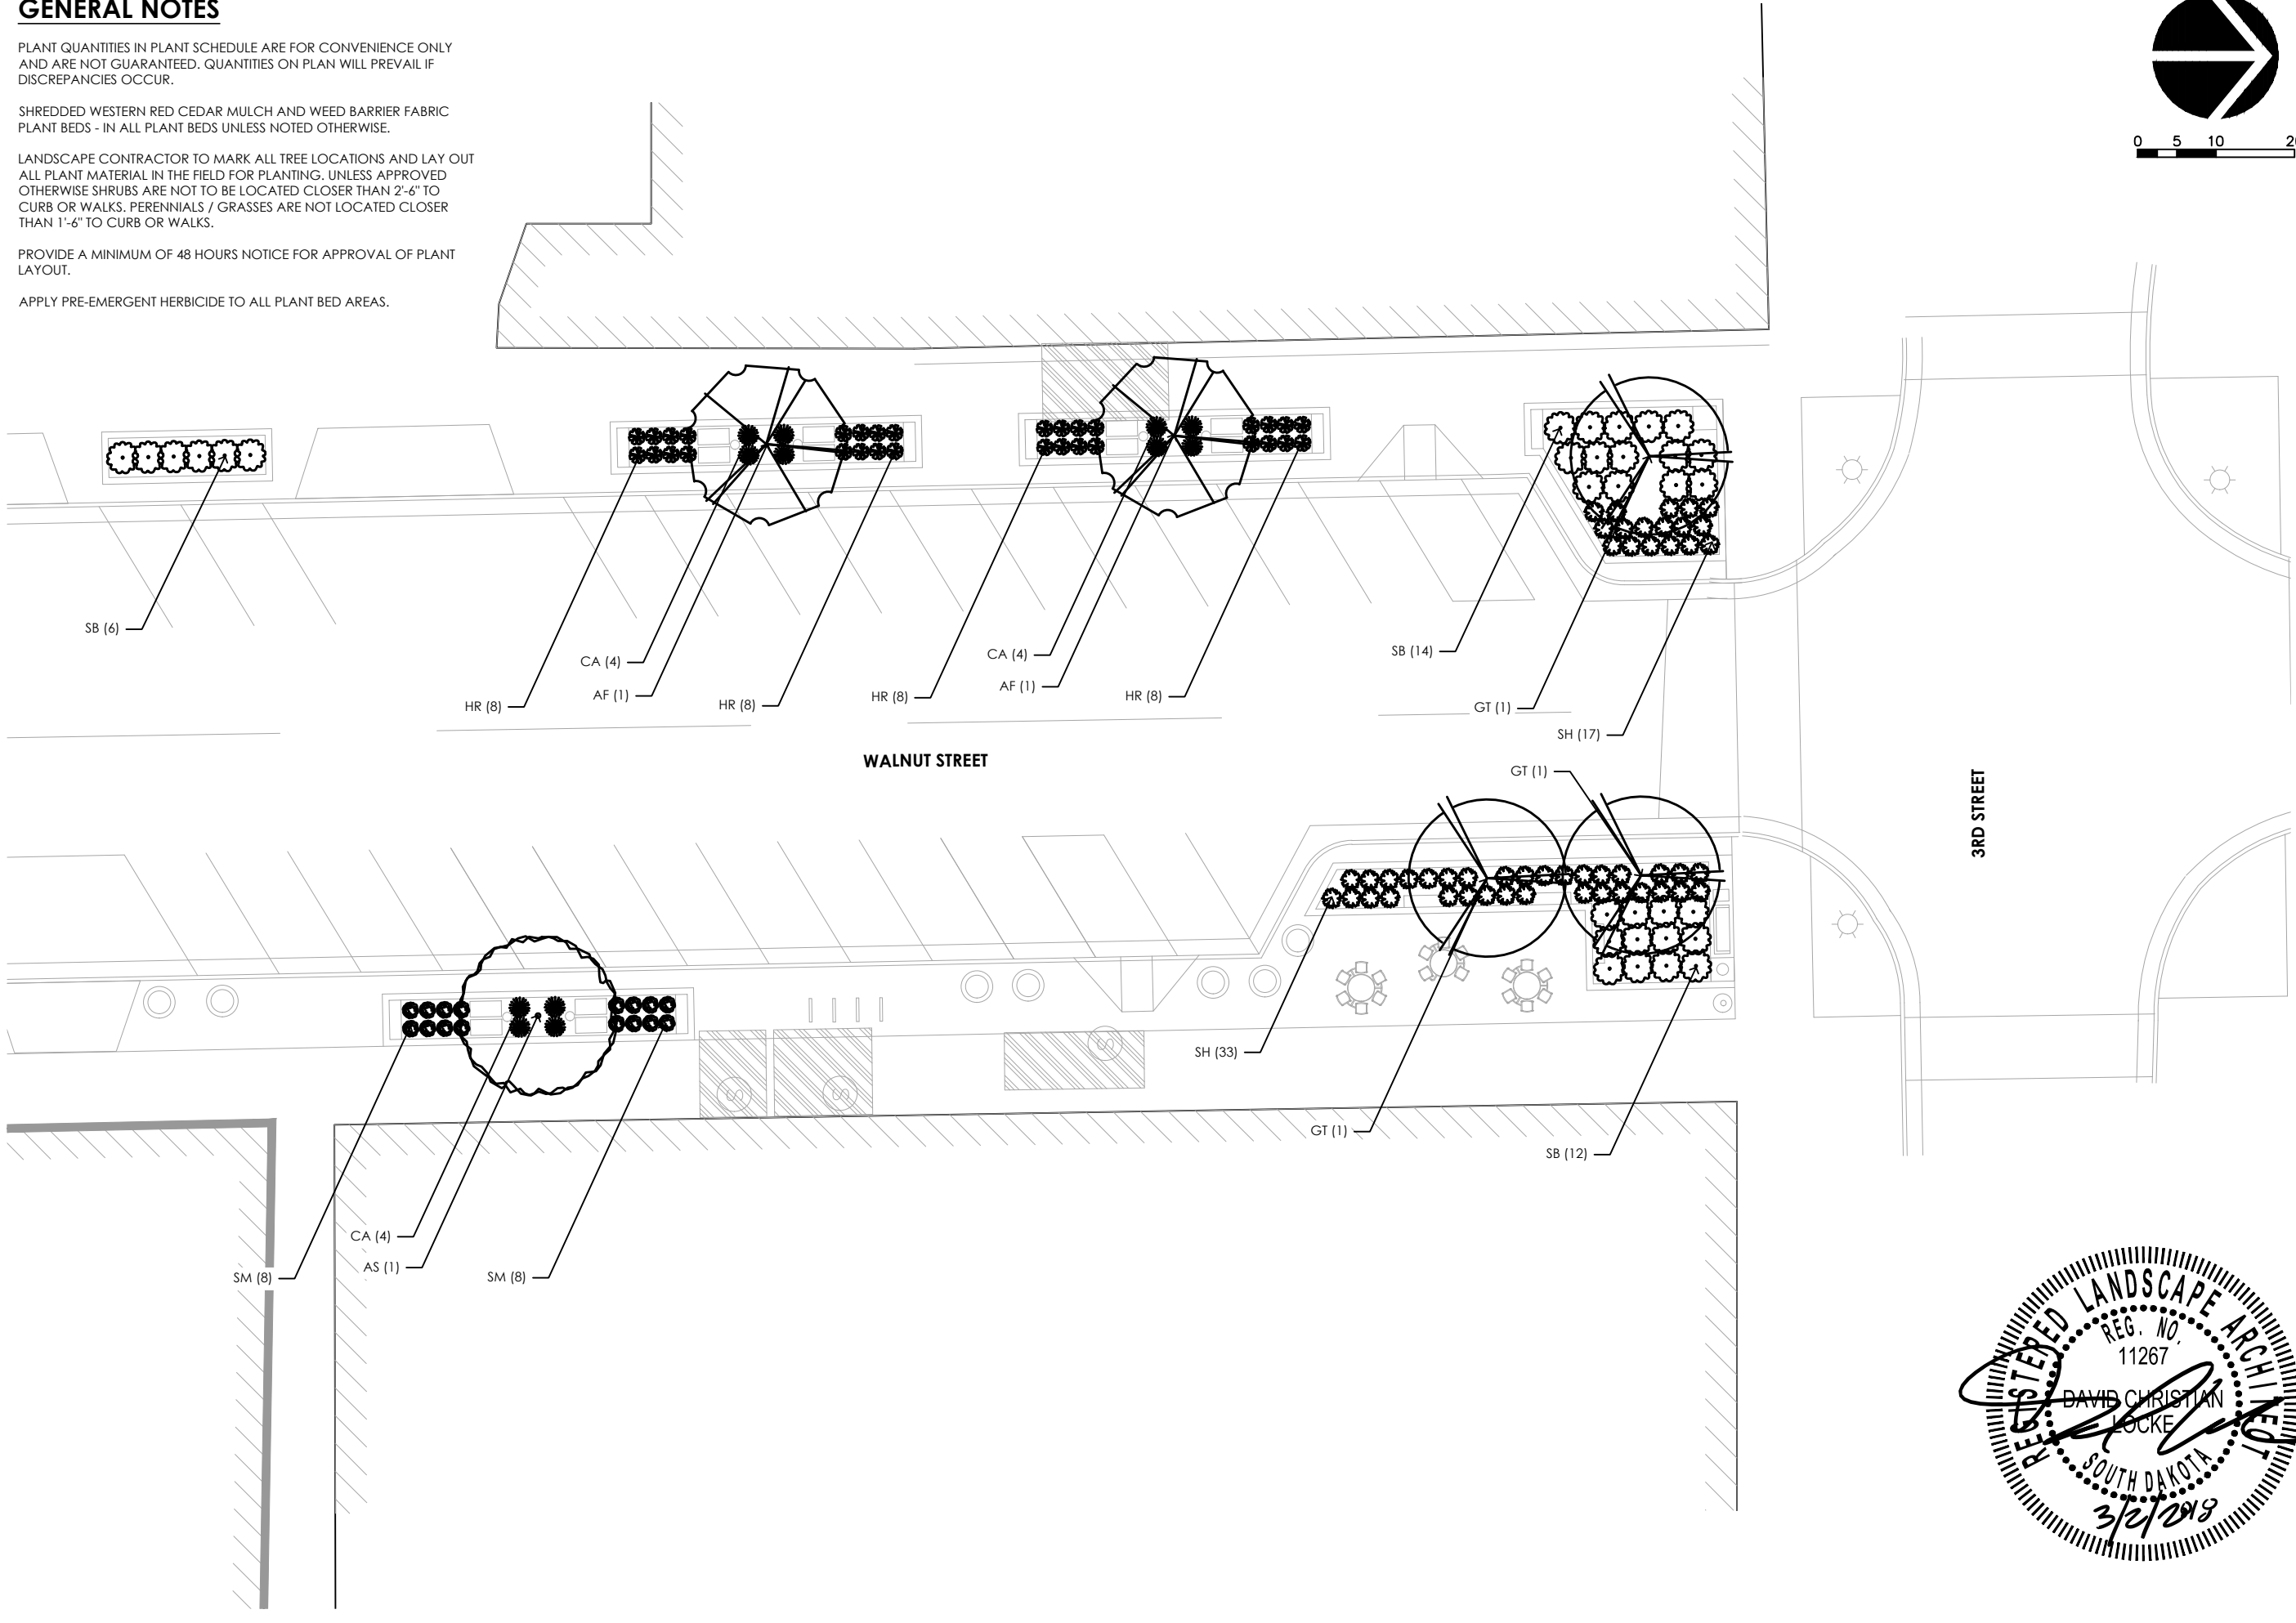 GENERAL NOTES
PLANT QUANTITIES IN PLANT SCHEDULE ARE FOR CONVENIENCE ONLY
AND ARE NOT GUARANTEED. QUANTITIES ON PLAN WILL PREVAIL IF
DISCREPANCIES OCCUR.
SHREDDED WESTERN RED CEDAR MULCH AND WEED BARRIER FABRIC
PLANT BEDS - IN ALL PLANT BEDS UNLESS NOTED OTHERWISE.
LANDSCAPE CONTRACTOR TO MARK ALL TREE LOCATIONS AND LAY OUT
ALL PLANT MATERIAL IN THE FIELD FOR PLANTING. UNLESS APPROVED
OTHERWISE SHRUBS ARE NOT TO BE LOCATED CLOSER THAN 2'-6" TO
CURB OR WALKS. PERENNIALS / GRASSES ARE NOT LOCATED CLOSER
THAN 1'-6" TO CURB OR WALKS.
PROVIDE A MINIMUM OF 48 HOURS NOTICE FOR APPROVAL OF PLANT
LAYOUT.
APPLY PRE-EMERGENT HERBICIDE TO ALL PLANT BED AREAS.
0 5 10
SB (6)
CA (4)
AF (1)
HR (8)
HR (8)
CA (4)
AF (1)
HR (8)
HR (8)
SB (14)
GT (1)
SH (17)
WALNUT STREET
GT (1)
3RD STREET
SH (33)
GT (1)
SB (12)
CA (4)
AS (1)
SM (8)
SM (8)
S
S
S
REGISTERED LANDSCAPE ARCHITECT
REG. NO.
11267
DAVID CHRISTIAN
LOCKE
SOUTH DAKOTA
3/2/2018